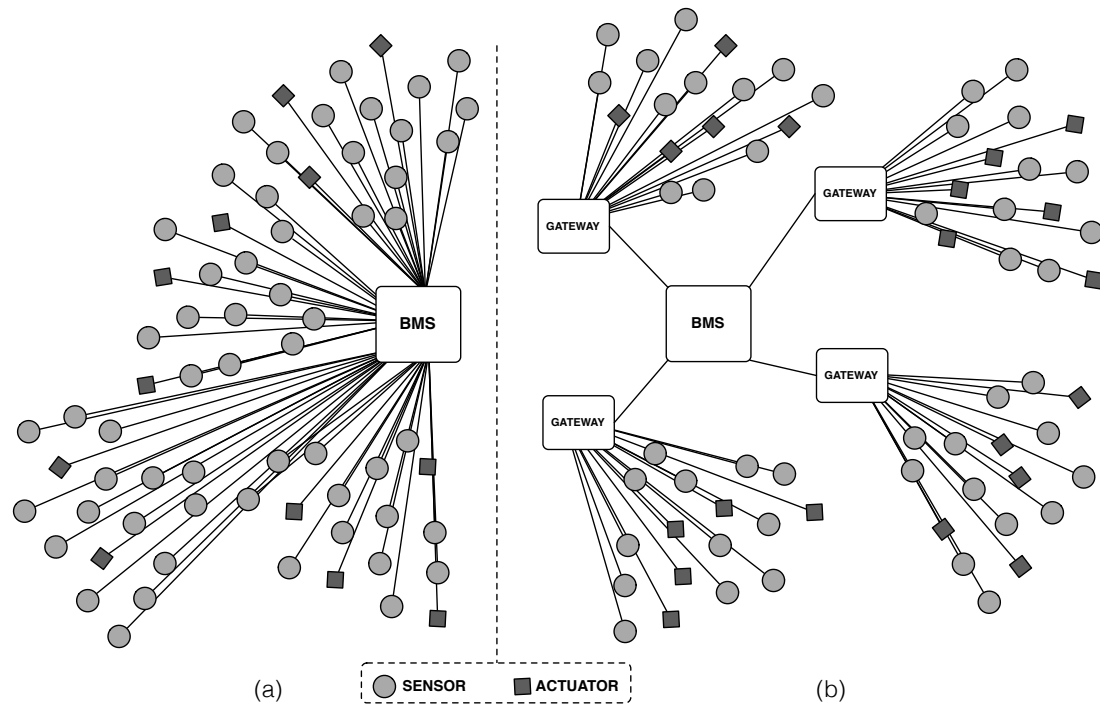 GATEWAY
GATEWAY
BMS
BMS
GATEWAY
GATEWAY
(a)
SENSOR
ACTUATOR
(b)